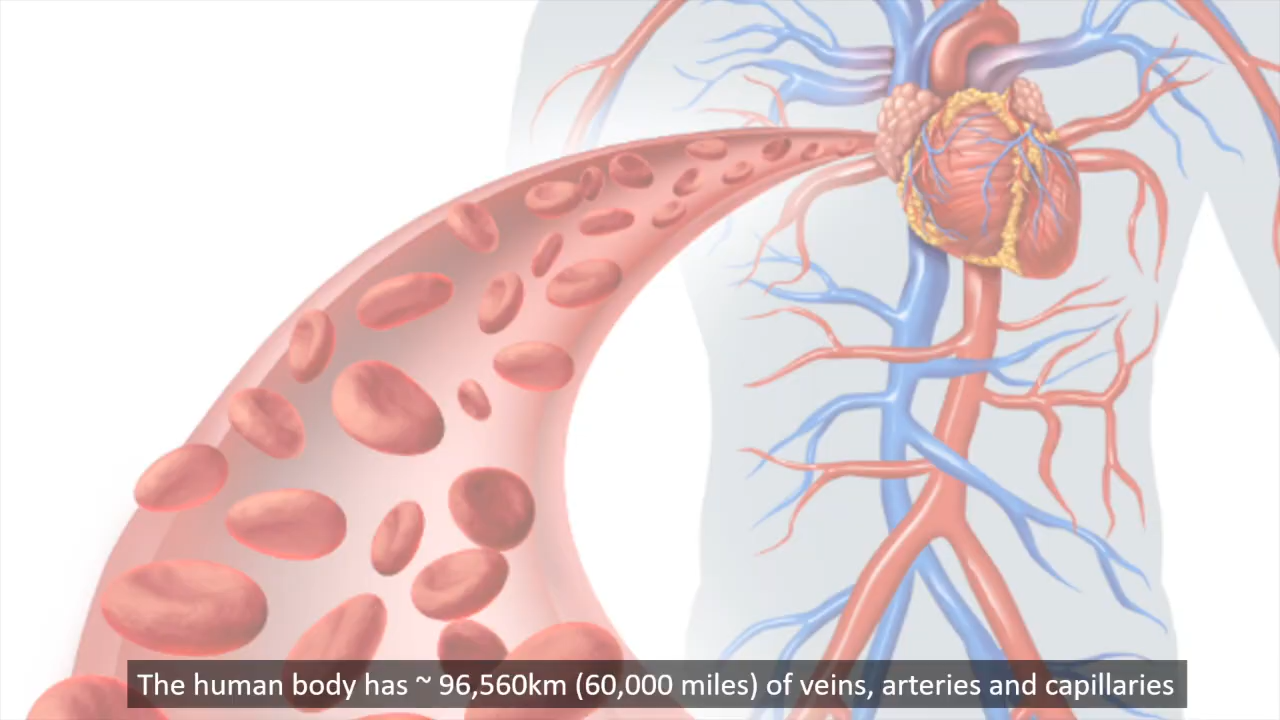 The human body has ~ 96,560km (60,000 miles) of veins, arteries and capillaries